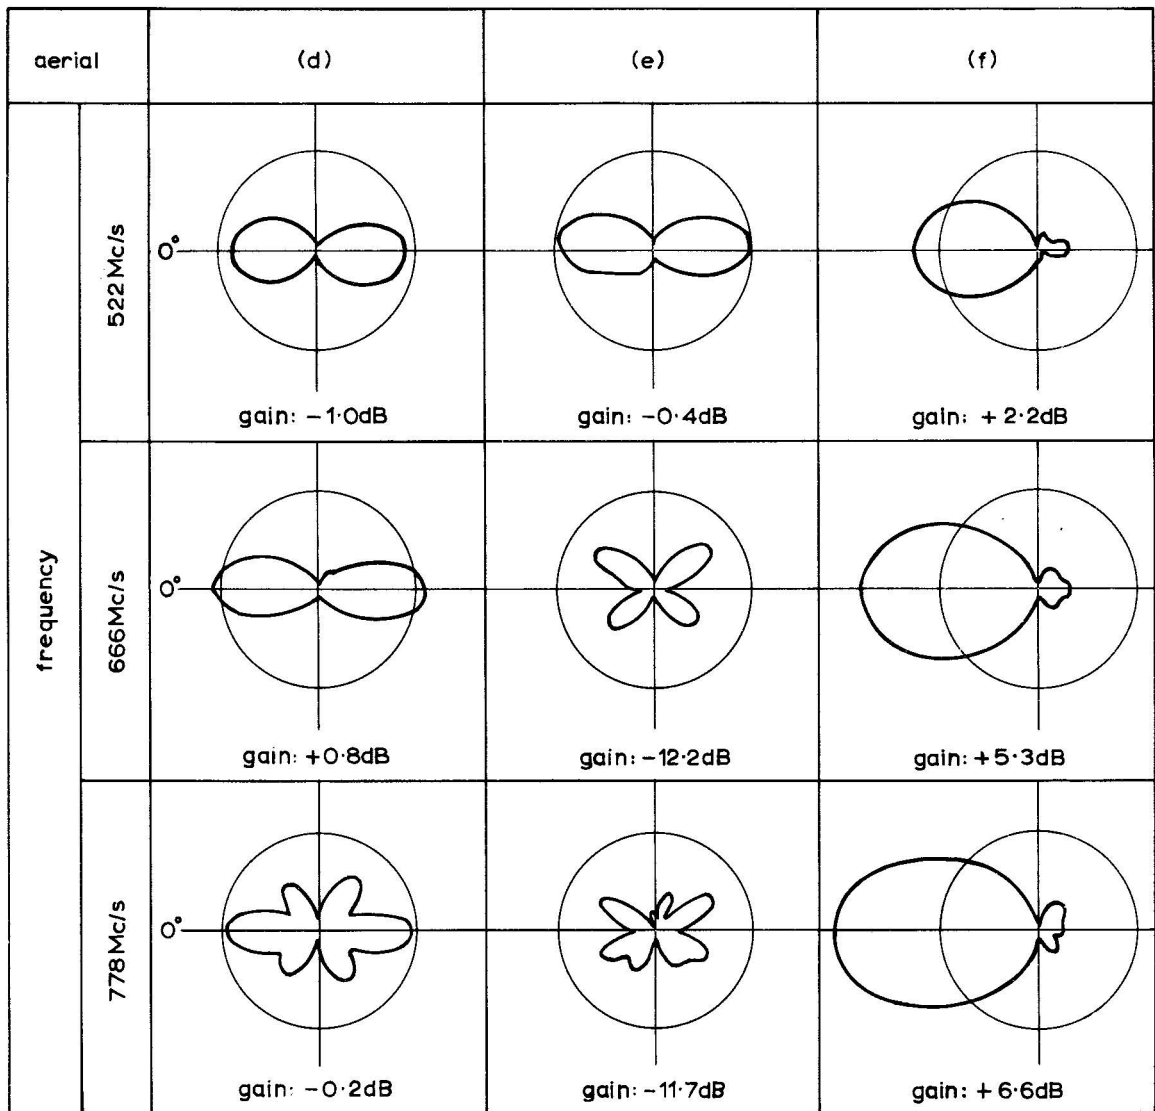 aerial (d) (e) (f)
frequency
522 Mc/s
0°
gain: -1·0dB
gain: -0·4dB
gain: +2·2dB
666 Mc/s
0°
gain: +0·8dB
gain: -12·2dB
gain: +5·3dB
778 Mc/s
0°
gain: -0·2dB
gain: -11·7dB
gain: +6·6dB